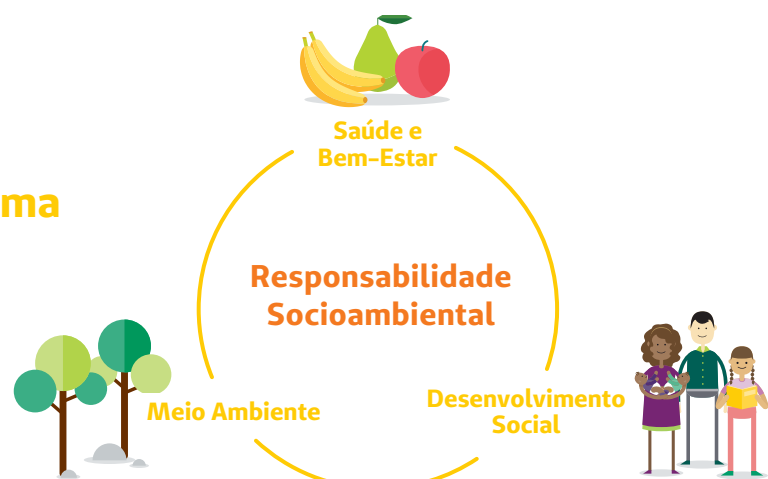 Saúde e
Bem-Estar
ma
Responsabilidade
Socioambiental
Meio Ambiente
Desenvolvimento
Social